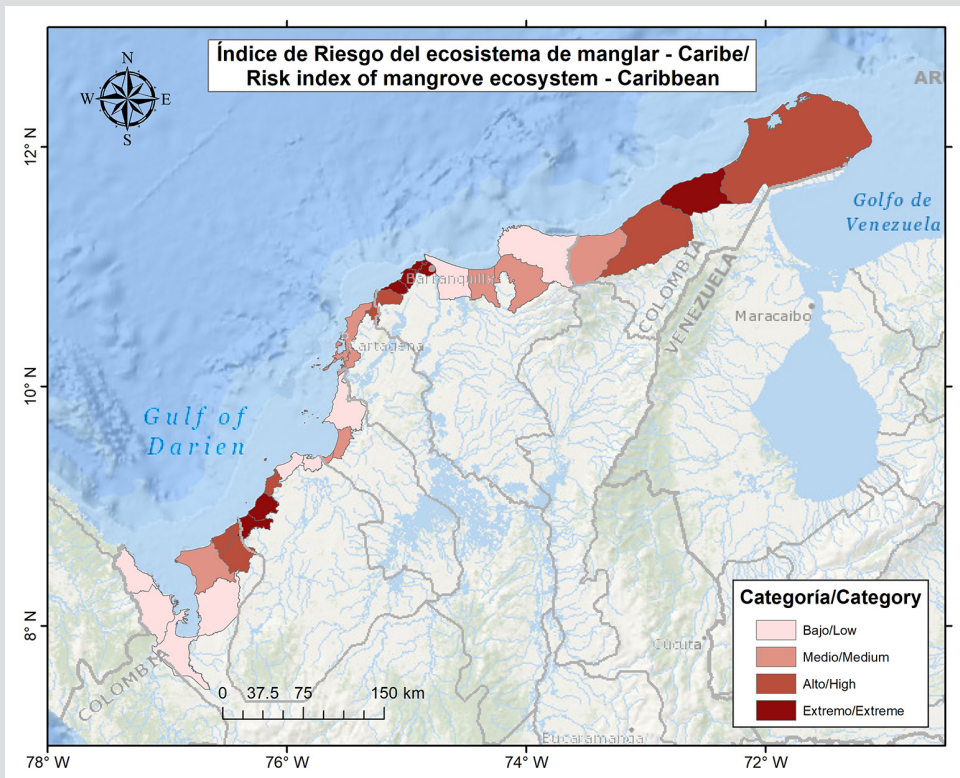 Índice de Riesgo del ecosistema de manglar - Caribe/
Risk index of mangrove ecosystem - Caribbean
N
W
E
S
AR
12° N
Golfo de
Venezuela
Barranquilla
COLOMBIA
VENEZUELA
Maracaibo
Cartagena
10° N
Gulf of
Darien
Categoría/Category
Bajo/Low
Medio/Medium
Alto/High
Extremo/Extreme
8° N
Cúcuta
COLOMBIA
0 37.5 75 150 km
Bucaramanga
78° W
76° W
74° W
72° W